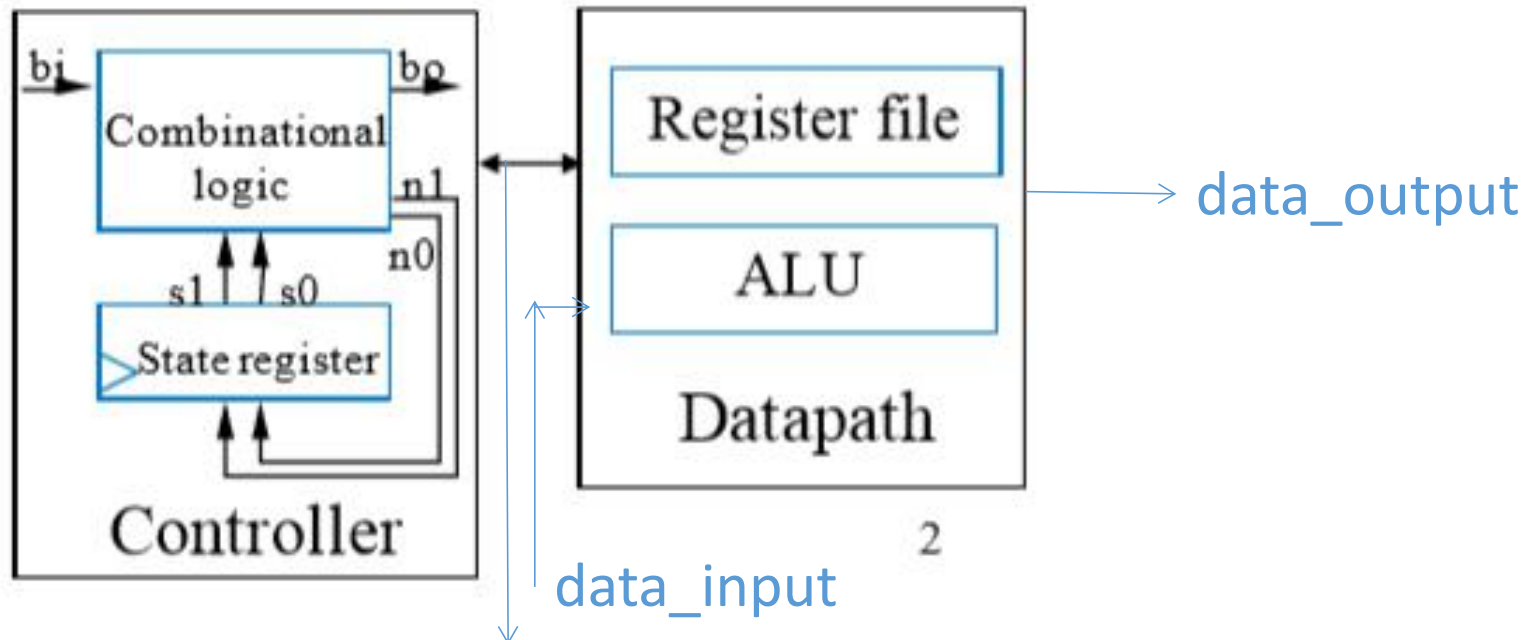 bi
bo
Combinational
logic
n1
n0
s1
s0
State register
Controller
Register file
ALU
Datapath
2
data_input
data_output